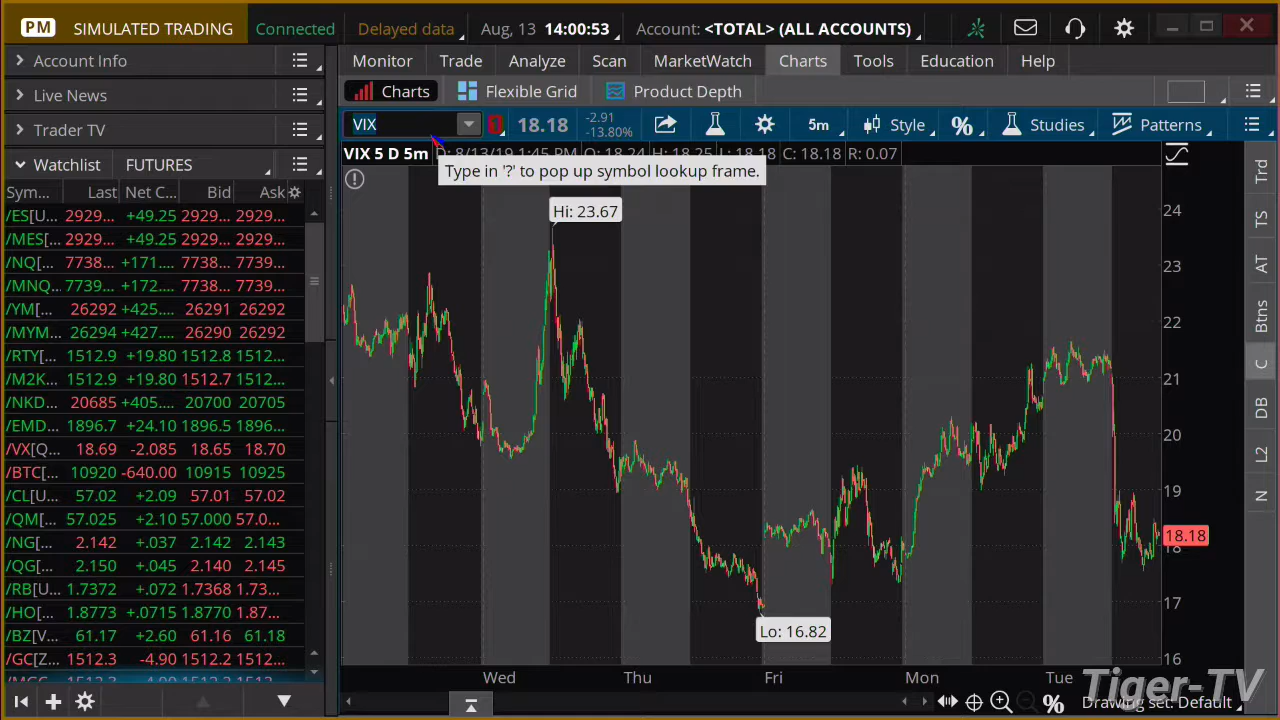 PM SIMULATED TRADING Connected Delayed data Aug, 13 14:00:53 Account: <TOTAL> (ALL ACCOUNTS)
Account Info
Live News
Trader TV
Watchlist FUTURES
Sym... Last Net C... Bid Ask
/ES[U... 2929... +49.25 2929... 2929...
/MES[... 2929... +49.25 2929... 2929...
/NQ[... 7738... +171.... 7738... 7739...
/MNQ... 7739... +172.... 7738... 7739...
/YM[... 26292 +425.... 26291 26292
/MYM... 26294 +427.... 26290 26292
/RTY[... 1512.9 +19.80 1512.8 1512...
/M2K... 1512.9 +19.80 1512.7 1512...
/NKD... 20685 +405.... 20700 20705
/EMD... 1896.7 +24.10 1896.5 1896...
/VX[Q... 18.69 -2.085 18.65 18.70
/BTC[... 10920 -640.00 10915 10925
/CL[U... 57.02 +2.09 57.01 57.02
/QM[... 57.025 +2.10 57.000 57.0...
/NG[... 2.142 +.037 2.142 2.143
/QG[... 2.150 +.045 2.140 2.145
/RB[U... 1.7372 +.072 1.7368 1.73...
/HO[... 1.8773 +.0715 1.8770 1.87...
/BZ[V... 61.17 +2.60 61.16 61.18
/GC[Z... 1512.3 -4.90 1512.2 1512...
Monitor Trade Analyze Scan MarketWatch Charts Tools Education Help
Charts Flexible Grid Product Depth
VIX 1 18.18 -2.91 -13.80% 5m Style % Studies Patterns
VIX 5 D 5m D: 8/13/19 1:45 PM O: 18.24 H: 18.25 L: 18.18 C: 18.18 R: 0.07
Type in '?' to pop up symbol lookup frame.
Hi: 23.67
Lo: 16.82
24
23
22
21
20
19
18.18
18
17
16
Wed Thu Fri Mon Tue
Trd
TS
AT
Btns
C
DB
L2
N
% Drawing set: Default
Tiger-TV